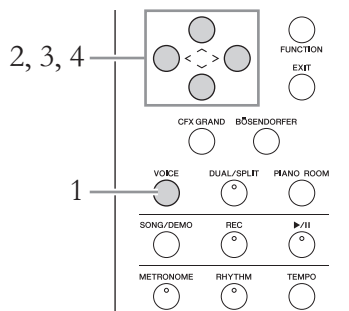 2, 3, 4
FUNCTION
EXIT
CFX GRAND BÖSENDORFER
1
VOICE DUAL/SPLIT PIANO ROOM
SONG/DEMO REC ▶/II
METRONOME RHYTHM TEMPO